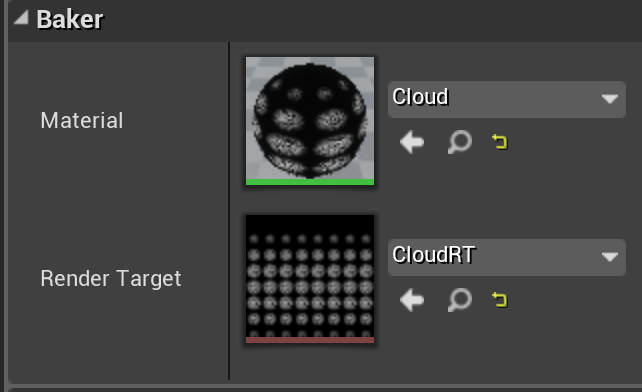 Baker
Material
Cloud
Render Target
CloudRT